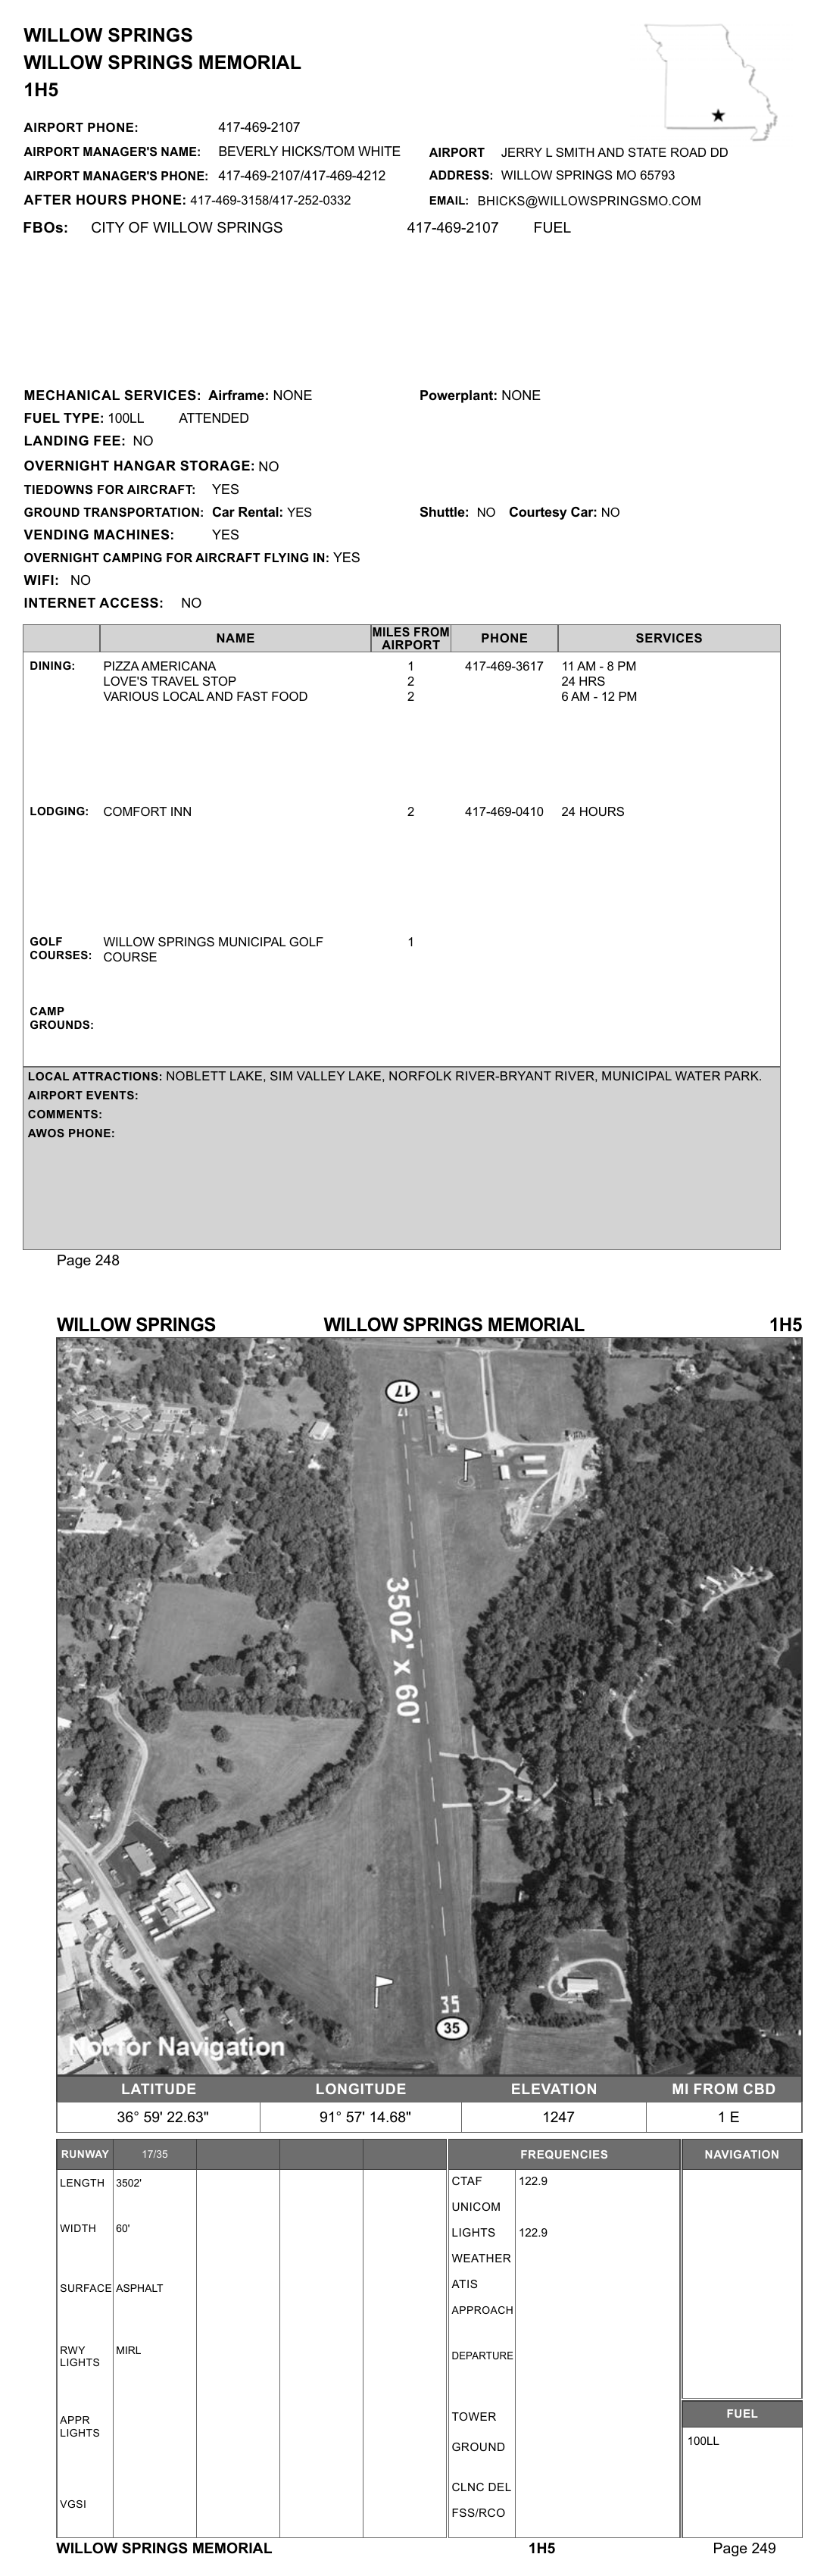 WILLOW SPRINGS
WILLOW SPRINGS MEMORIAL
1H5
AIRPORT PHONE: 417-469-2107
AIRPORT MANAGER'S NAME: BEVERLY HICKS/TOM WHITE AIRPORT JERRY L SMITH AND STATE ROAD DD
AIRPORT MANAGER'S PHONE: 417-469-2107/417-469-4212 ADDRESS: WILLOW SPRINGS MO 65793
AFTER HOURS PHONE: 417-469-3158/417-252-0332 EMAIL: BHICKS@WILLOWSPRINGSMO.COM
FBOs: CITY OF WILLOW SPRINGS 417-469-2107 FUEL
MECHANICAL SERVICES: Airframe: NONE Powerplant: NONE
FUEL TYPE: 100LL ATTENDED
LANDING FEE: NO
OVERNIGHT HANGAR STORAGE: NO
TIEDOWNS FOR AIRCRAFT: YES
GROUND TRANSPORTATION: Car Rental: YES Shuttle: NO Courtesy Car: NO
VENDING MACHINES: YES
OVERNIGHT CAMPING FOR AIRCRAFT FLYING IN: YES
WIFI: NO
INTERNET ACCESS: NO
NAME MILES FROM AIRPORT PHONE SERVICES
DINING: PIZZA AMERICANA 1 417-469-3617 11 AM - 8 PM
LOVE'S TRAVEL STOP 2 24 HRS
VARIOUS LOCAL AND FAST FOOD 2 6 AM - 12 PM
LODGING: COMFORT INN 2 417-469-0410 24 HOURS
GOLF COURSES: WILLOW SPRINGS MUNICIPAL GOLF 1
COURSE
CAMP
GROUNDS:
LOCAL ATTRACTIONS: NOBLETT LAKE, SIM VALLEY LAKE, NORFOLK RIVER-BRYANT RIVER, MUNICIPAL WATER PARK.
AIRPORT EVENTS:
COMMENTS:
AWOS PHONE:
Page 248
WILLOW SPRINGS WILLOW SPRINGS MEMORIAL 1H5
17
17
3502' x 60'
35
35
Not for Navigation
LATITUDE LONGITUDE ELEVATION MI FROM CBD
36° 59' 22.63" 91° 57' 14.68" 1247 1 E
RUNWAY 17/35 FREQUENCIES NAVIGATION
LENGTH 3502' CTAF 122.9
UNICOM
WIDTH 60' LIGHTS 122.9
WEATHER
SURFACE ASPHALT ATIS
APPROACH
RWY LIGHTS MIRL DEPARTURE
FUEL
APPR LIGHTS TOWER
100LL
GROUND
CLNC DEL
VGSI FSS/RCO
WILLOW SPRINGS MEMORIAL 1H5 Page 249